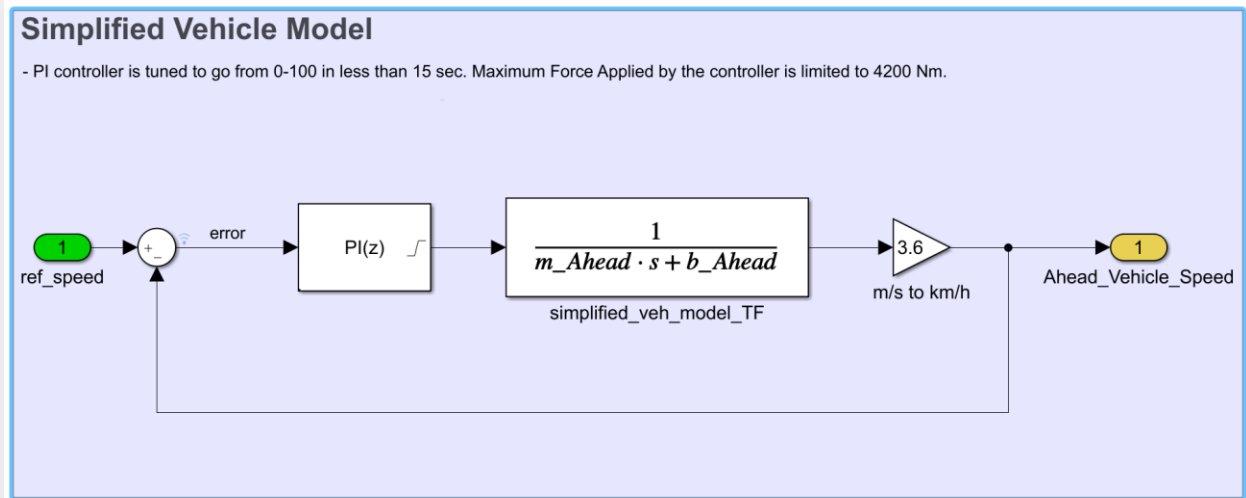 Simplified Vehicle Model
- PI controller is tuned to go from 0-100 in less than 15 sec. Maximum Force Applied by the controller is limited to 4200 Nm.
1
ref_speed
+
−
error
PI(z)
1
m_Ahead · s + b_Ahead
simplified_veh_model_TF
3.6
m/s to km/h
1
Ahead_Vehicle_Speed